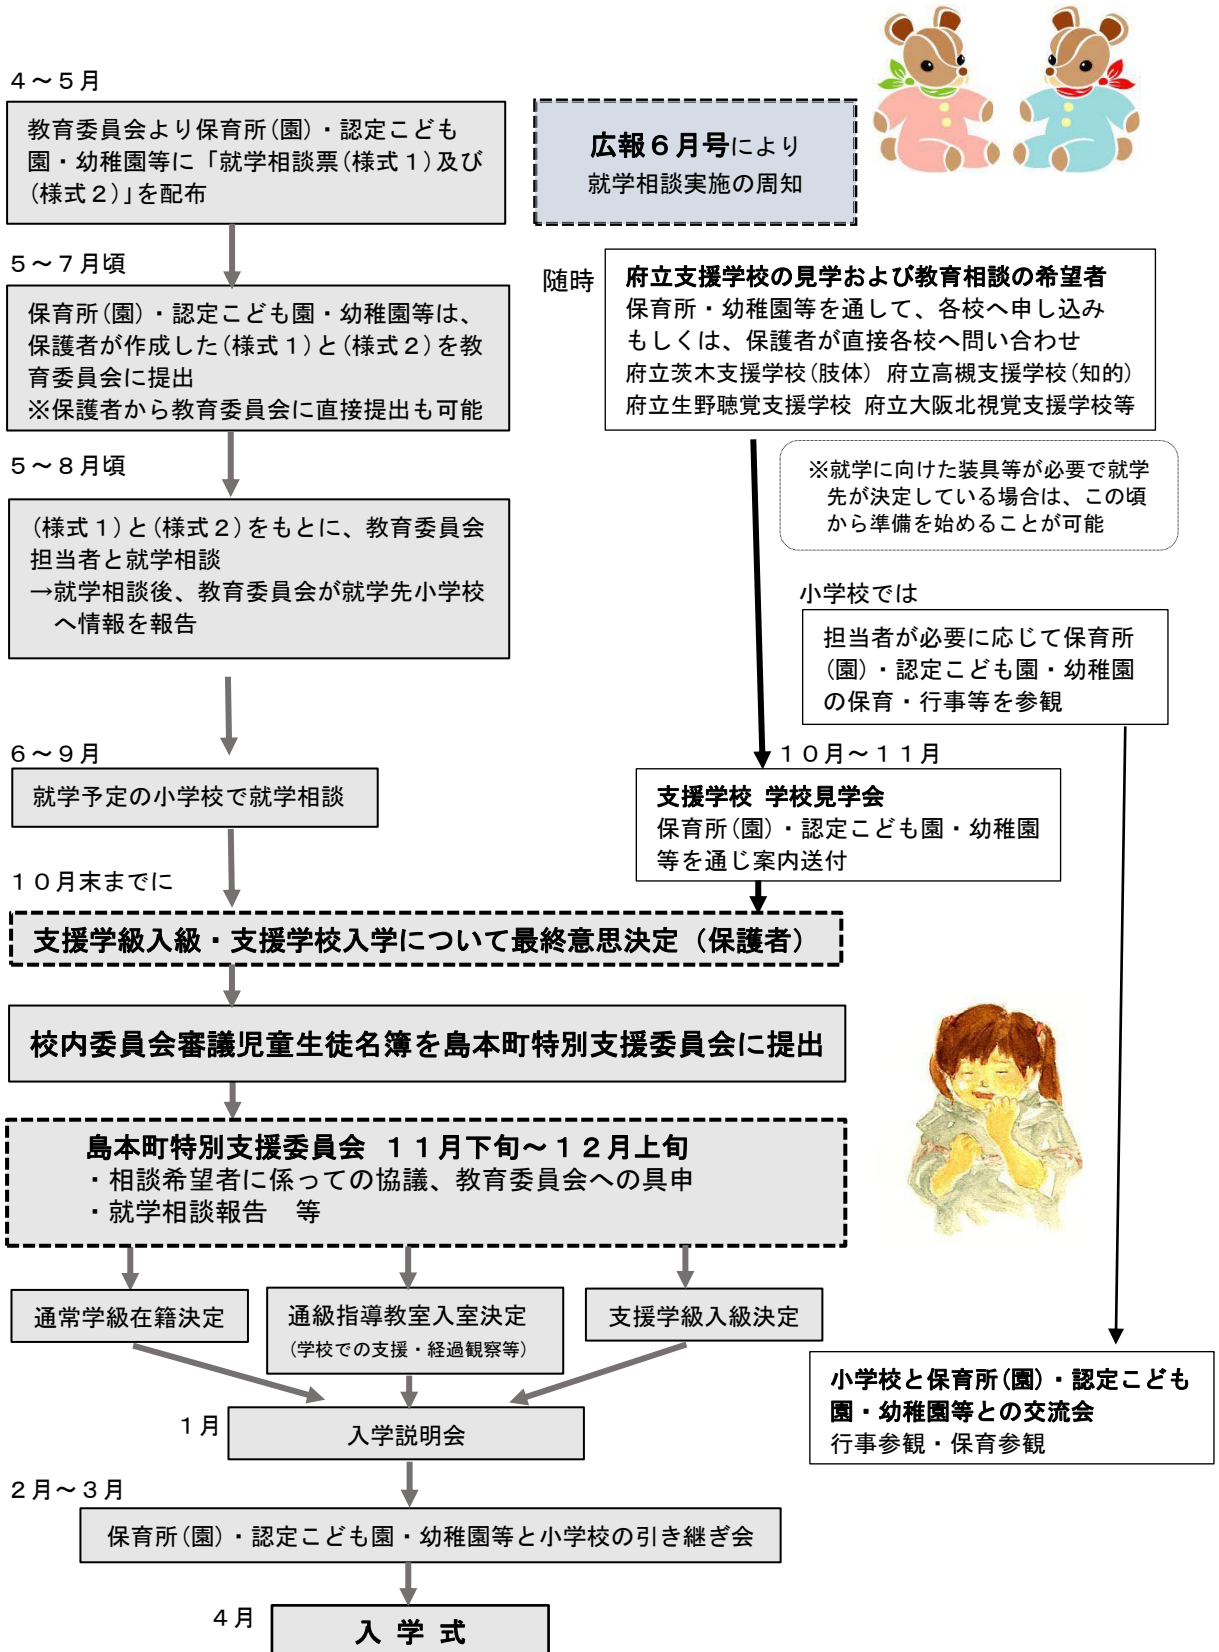 ４～５月
教育委員会より保育所(園)・認定こども
園・幼稚園等に「就学相談票(様式１)及び
(様式２)」を配布
広報６月号により
就学相談実施の周知
５～７月頃
保育所(園)・認定こども園・幼稚園等は、
保護者が作成した(様式１)と(様式２)を教
育委員会に提出
※保護者から教育委員会に直接提出も可能
随時
府立支援学校の見学および教育相談の希望者
保育所・幼稚園等を通して、各校へ申し込み
もしくは、保護者が直接各校へ問い合わせ
府立茨木支援学校(肢体) 府立高槻支援学校(知的)
府立生野聴覚支援学校 府立大阪北視覚支援学校等
※就学に向けた装具等が必要で就学
先が決定している場合は、この頃
から準備を始めることが可能
５～８月頃
(様式１)と(様式２)をもとに、教育委員会
担当者と就学相談
→就学相談後、教育委員会が就学先小学校
へ情報を報告
小学校では
担当者が必要に応じて保育所
(園)・認定こども園・幼稚園
の保育・行事等を参観
６～９月
就学予定の小学校で就学相談
１０月～１１月
支援学校 学校見学会
保育所(園)・認定こども園・幼稚園
等を通じ案内送付
１０月末までに
支援学級入級・支援学校入学について最終意思決定（保護者）
校内委員会審議児童生徒名簿を島本町特別支援委員会に提出
島本町特別支援委員会 １１月下旬～１２月上旬
・相談希望者に係っての協議、教育委員会への具申
・就学相談報告　等
通常学級在籍決定
通級指導教室入室決定
(学校での支援・経過観察等)
支援学級入級決定
小学校と保育所(園)・認定こども
園・幼稚園等との交流会
行事参観・保育参観
１月
入学説明会
２月～３月
保育所(園)・認定こども園・幼稚園等と小学校の引き継ぎ会
４月
入 学 式